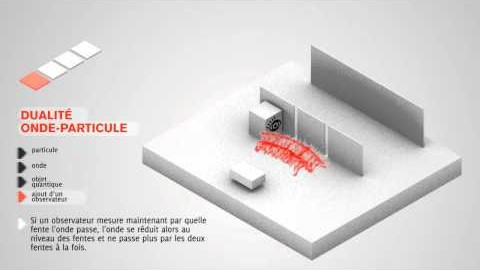 DUALITÉ
ONDE-PARTICULE
particule
onde
objet
quantique
ajout d'un
observateur
Si un observateur mesure maintenant par quelle
fente l'onde passe, l'onde se réduit alors au
niveau des fentes et ne passe plus par les deux
fentes à la fois.